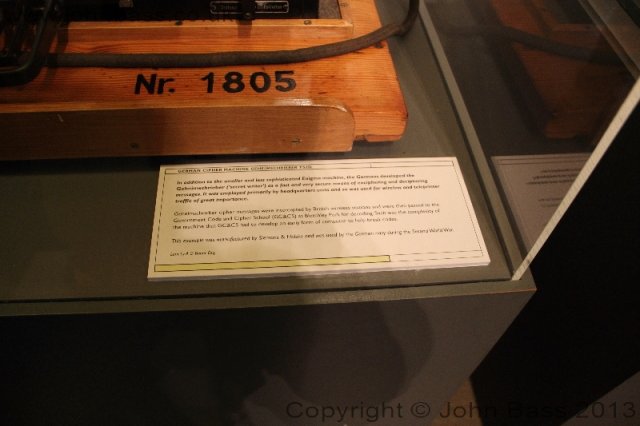 Nr. 1805
GERMAN CIPHER MACHINE GEHEIMSCHREIBER T52E
In addition to the smaller and less sophisticated Enigma machine, the Germans developed the
Geheimschrieber ('secret writer') as a fast and very secure means of enciphering and deciphering
messages. It was employed primarily by headquarters units and so was used for wireless and teleprinter
traffic of great importance.
Geheimschreiber cipher messages were intercepted by British wireless stations and were then passed to the
Government Code and Cipher School (GC&CS) at Bletchley Park for decoding. Such was the complexity of
the machine that GC&CS had to develop an early form of computer to help break codes.
This example was manufactured by Siemens & Halske and was used by the German navy during the Second World War.
Copyright © John Bass 2013